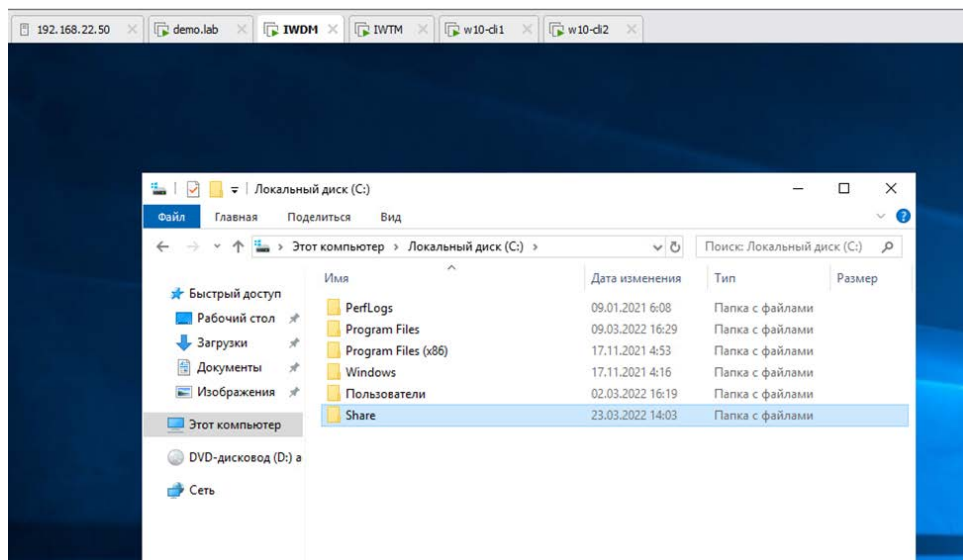 192.168.22.50 demo.lab IWDM IWTM w10-cli1 w10-cli2
Локальный диск (C:)
Файл Главная Поделиться Вид
Этот компьютер Локальный диск (C:) Поиск: Локальный диск (C:)
Имя Дата изменения Тип Размер
Быстрый доступ
Рабочий стол
Загрузки
Документы
Изображения
Этот компьютер
DVD-дисковод (D:) a
Сеть
PerfLogs 09.01.2021 6:08 Папка с файлами
Program Files 09.03.2022 16:29 Папка с файлами
Program Files (x86) 17.11.2021 4:53 Папка с файлами
Windows 17.11.2021 4:16 Папка с файлами
Пользователи 02.03.2022 16:19 Папка с файлами
Share 23.03.2022 14:03 Папка с файлами